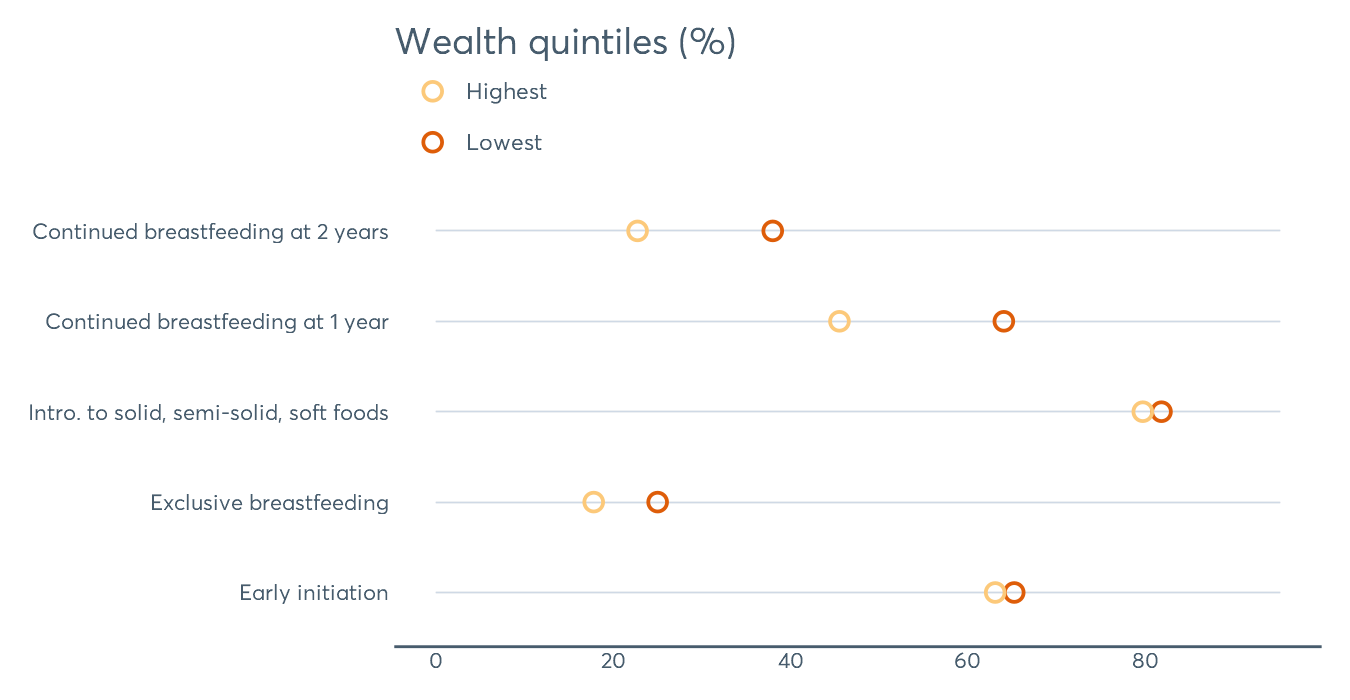 Wealth quintiles (%)
Highest
Lowest
Continued breastfeeding at 2 years
Continued breastfeeding at 1 year
Intro. to solid, semi-solid, soft foods
Exclusive breastfeeding
Early initiation
0 20 40 60 80